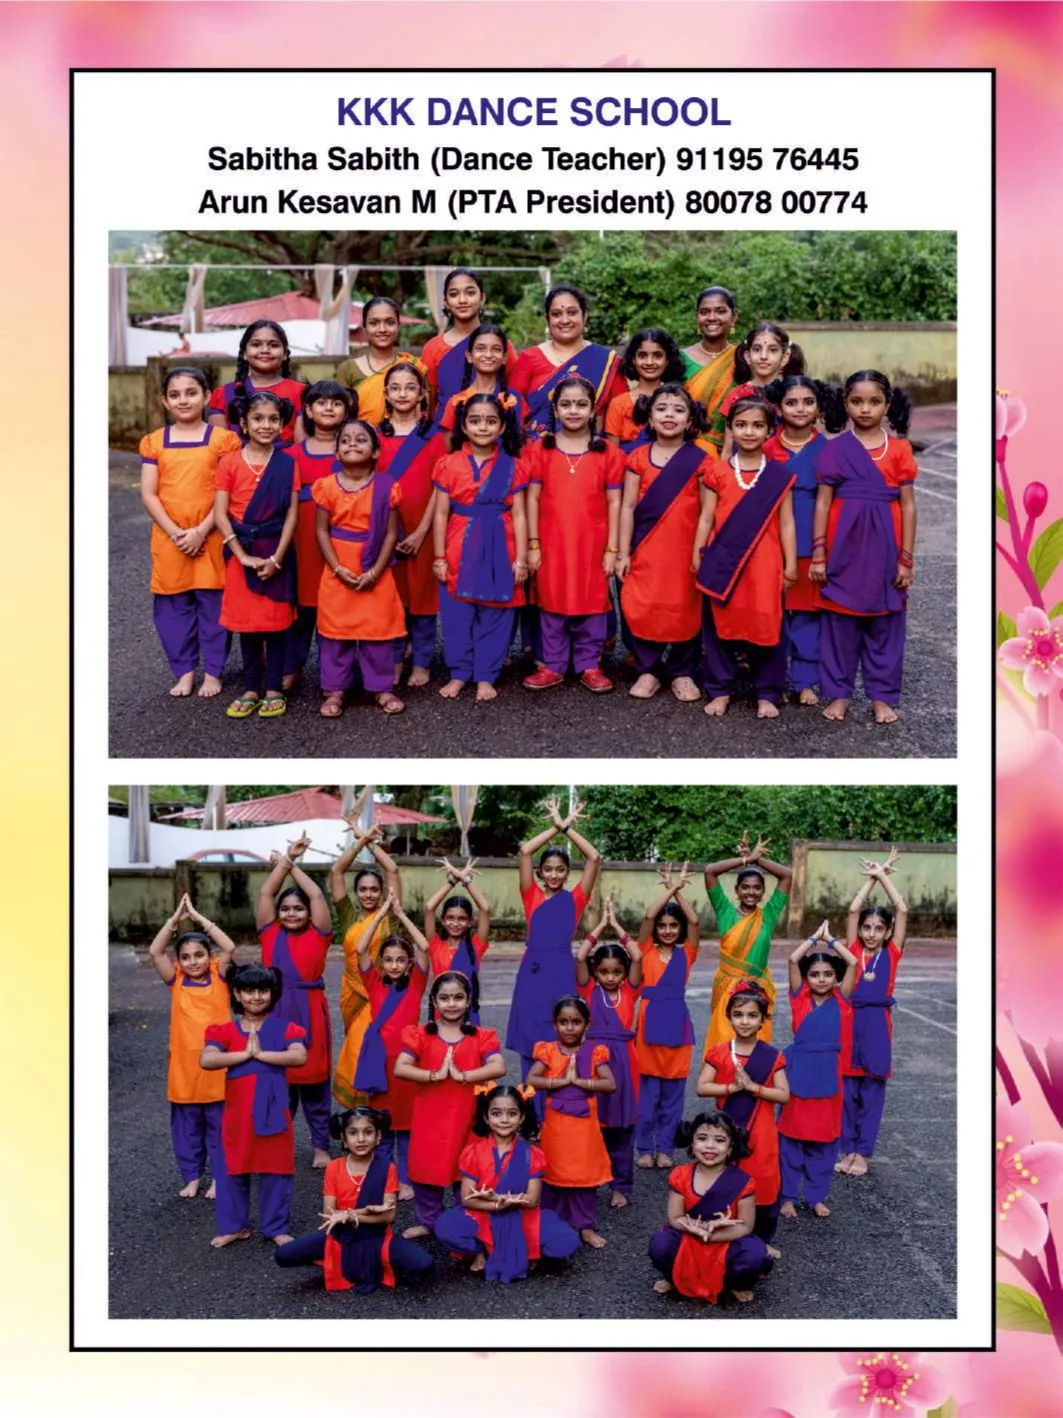 KKK DANCE SCHOOL
Sabitha Sabith (Dance Teacher) 91195 76445
Arun Kesavan M (PTA President) 80078 00774